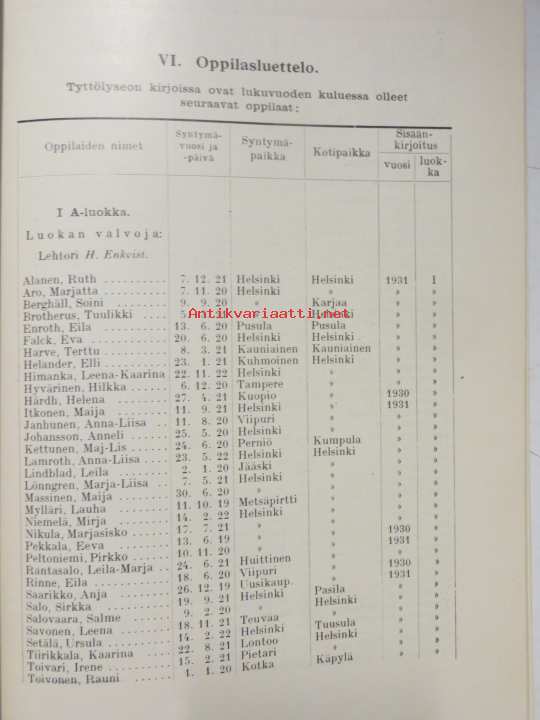 VI. Oppilasluettelo.
Tyttölyseon kirjoissa ovat lukuvuoden kuluessa olleet
seuraavat oppilaat:
Oppilaiden nimet Syntymä-vuosi ja -päivä Syntymä-paikka Kotipaikka Sisään-kirjoitus vuosi luok-ka
I A-luokka.
Luokan valvoja:
Lehtori H. Enkvist.
Alanen, Ruth .......... 7. 12. 21 Helsinki Helsinki 1931 I
Aro, Marjatta .......... 7. 11. 20 Helsinki » » »
Berghäll, Soini ........ 9. 9. 20 » Karjaa » »
Brotherus, Tuulikki .... 5. » Helsinki » »
Antikvariaatti.net
Enroth, Eila .......... 13. 6. 20 Pusula Pusula » »
Falck, Eva .......... 20. 6. 20 Helsinki Helsinki » »
Harve, Terttu .......... 8. 3. 21 Kauniainen Kauniainen » »
Helander, Elli .......... 23. 1. 21 Kuhmoinen Helsinki » »
Himanka, Leena-Kaarina 22. 11. 22 Helsinki » » »
Hyvärinen, Hilkka ...... 6. 12. 20 Tampere » » »
Härdh, Helena ........ 27. 4. 21 Kuopio » 1930 »
Itkonen, Maija ........ 11. 9. 21 Helsinki » 1931 »
Janhunen, Anna-Liisa .. 11. 8. 20 Viipuri » » »
Johansson, Anneli ...... 25. 5. 20 Helsinki » » »
Kettunen, Maj-Lis ...... 24. 6. 20 Perniö Kumpula » »
Lamroth, Anna-Liisa .... 23. 5. 22 Helsinki Helsinki » »
Lindblad, Leila ........ 2. 1. 20 Jääski » » »
Lönngren, Marja-Liisa .. 7. 5. 21 Helsinki » » »
Massinen, Maija ........ 30. 6. 20 » » » »
Mylläri, Lauha ........ 11. 10. 19 Metsäpirtti » » »
Niemelä, Mirja ........ 14. 2. 22 Helsinki » » »
Nikula, Marjasisko ...... 17. 7. 21 » » » »
Pekkala, Eeva ........ 13. 6. 19 » » 1930 »
Peltoniemi, Pirkko ...... 10. 11. 20 » » 1931 »
Rantasalo, Leila-Marja .. 24. 6. 21 Huittinen » » »
Rinne, Eila .......... 18. 6. 20 Viipuri » 1930 »
Saarikko, Anja ........ 26. 12. 19 Uusikaup. » 1931 »
Salo, Sirkka .......... 19. 9. 21 Helsinki Pasila » »
Salovaara, Salme ...... 9. 2. 20 » Helsinki » »
Savonen, Leena ........ 18. 11. 21 Teuvaa » » »
Setälä, Ursula ........ 14. 2. 22 Helsinki Tuusula » »
Tiirikkala, Kaarina .... 22. 8. 21 Lontoo Helsinki » »
Toivari, Irene .......... 15. 2. 21 Pietari » » »
Toivonen, Rauni ........ 1. 1. 20 Kotka Käpylä » »